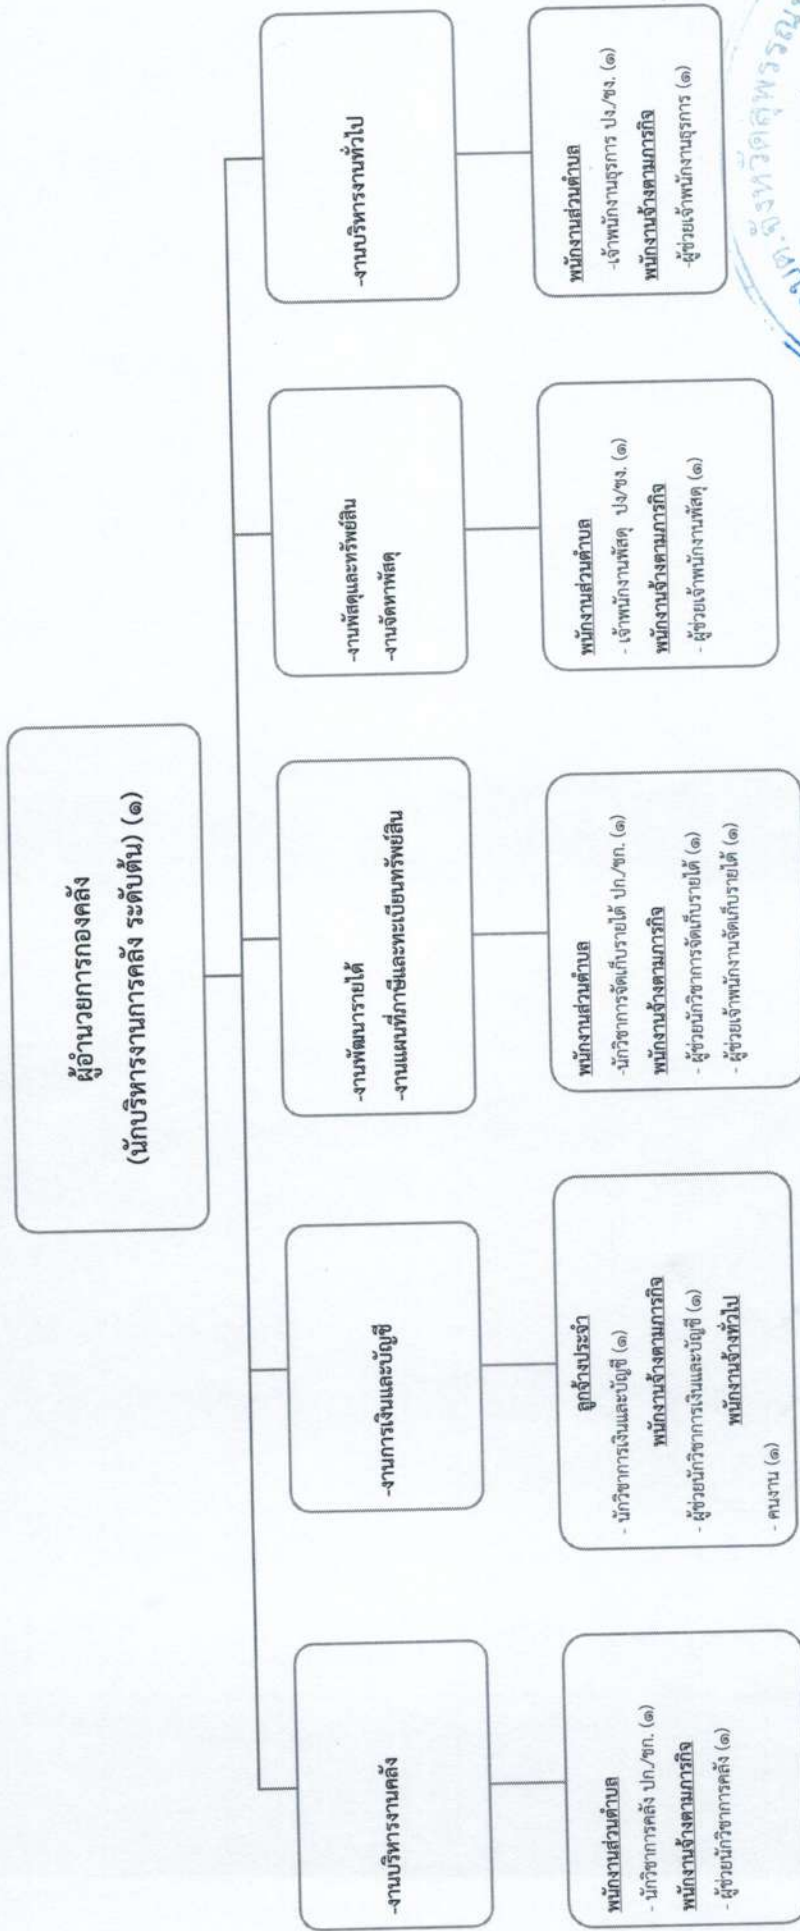 ผู้อำนวยการกองคลัง
(นักบริหารงานการคลัง ระดับต้น) (๑)
-งานบริหารงานคลัง
-งานการเงินและบัญชี
-งานพัฒนารายได้
-งานแผนที่ภาษีและทะเบียนทรัพย์สิน
-งานพัสดุและทรัพย์สิน
-งานจัดหาพัสดุ
-งานบริหารงานทั่วไป
พนักงานส่วนตำบล
- นักวิชาการคลัง ปก./ชก. (๑)
พนักงานจ้างตามภารกิจ
- ผู้ช่วยนักวิชาการคลัง (๑)
ลูกจ้างประจำ
- นักวิชาการเงินและบัญชี (๑)
พนักงานจ้างตามภารกิจ
- ผู้ช่วยนักวิชาการเงินและบัญชี (๑)
พนักงานจ้างทั่วไป
- คนงาน (๑)
พนักงานส่วนตำบล
-นักวิชาการจัดเก็บรายได้ ปก./ชก. (๑)
พนักงานจ้างตามภารกิจ
- ผู้ช่วยนักวิชาการจัดเก็บรายได้ (๑)
- ผู้ช่วยเจ้าพนักงานจัดเก็บรายได้ (๑)
พนักงานส่วนตำบล
- เจ้าพนักงานพัสดุ ปง/ชง. (๑)
พนักงานจ้างตามภารกิจ
- ผู้ช่วยเจ้าพนักงานพัสดุ (๑)
พนักงานส่วนตำบล
-เจ้าพนักงานธุรการ ปง./ชง. (๑)
พนักงานจ้างตามภารกิจ
-ผู้ช่วยเจ้าพนักงานธุรการ (๑)